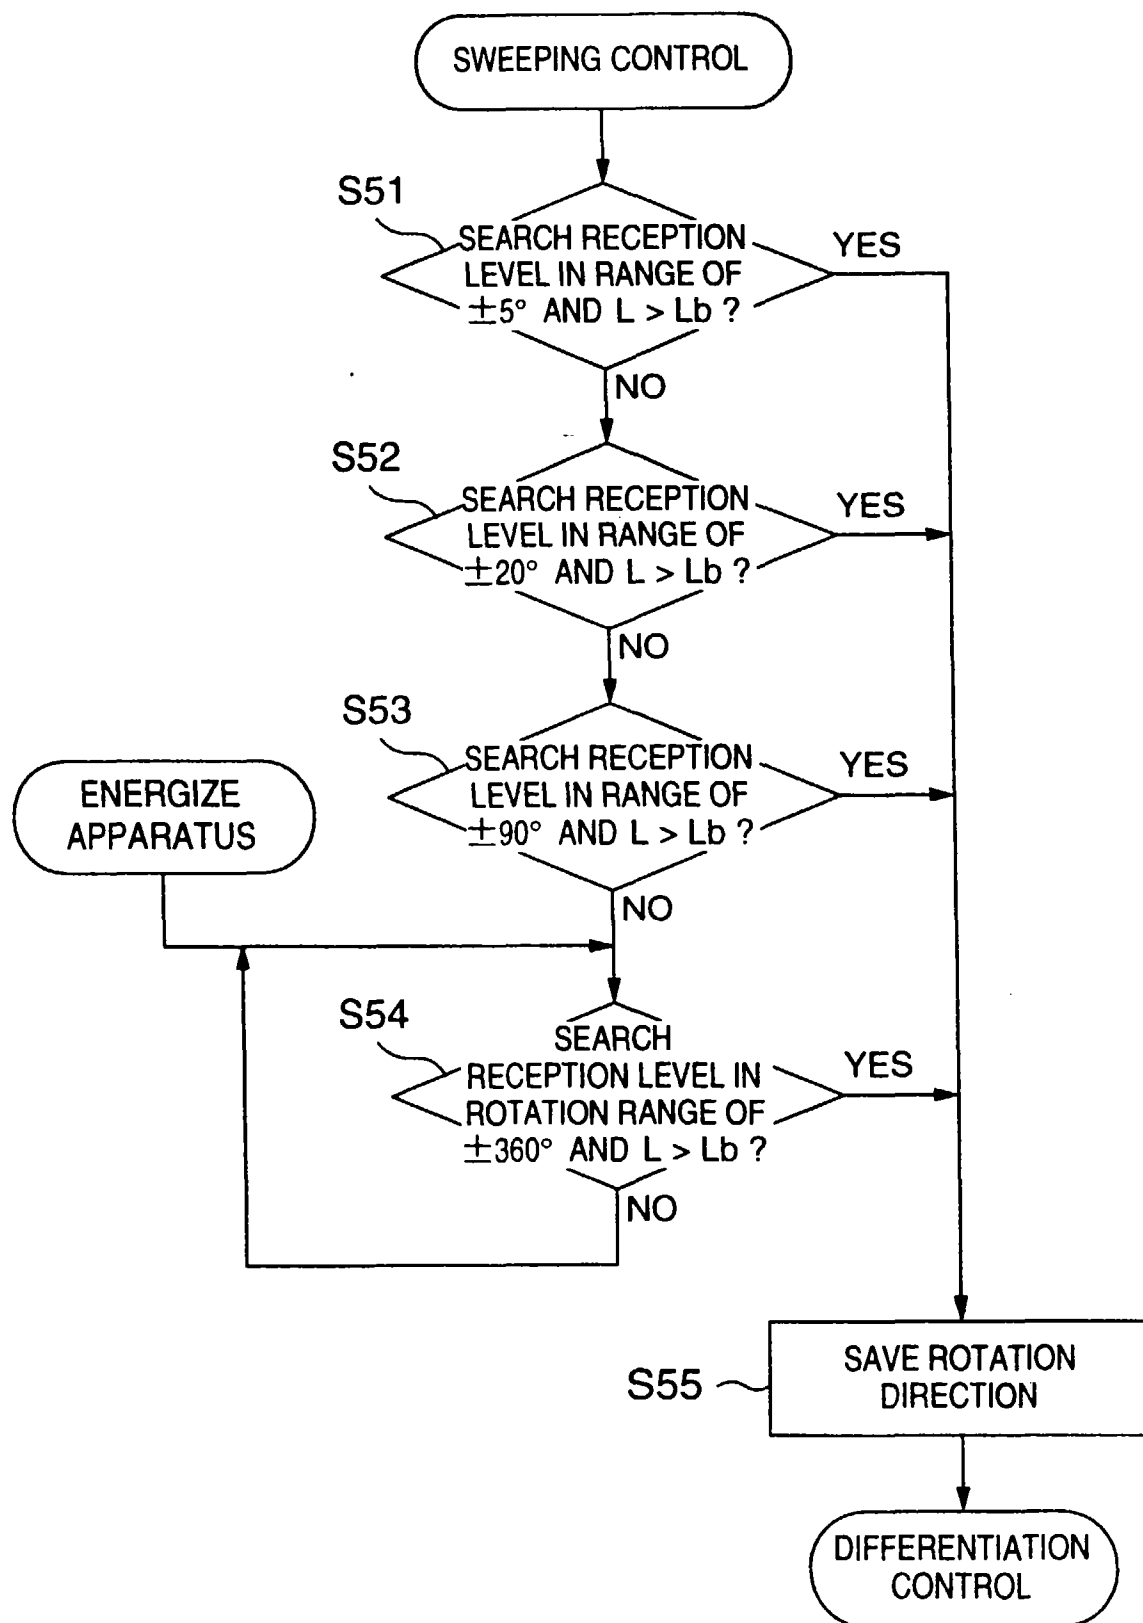 SWEEPING CONTROL
S51
SEARCH RECEPTION
LEVEL IN RANGE OF
±5° AND L > Lb ?
YES
NO
S52
SEARCH RECEPTION
LEVEL IN RANGE OF
±20° AND L > Lb ?
YES
NO
S53
SEARCH RECEPTION
LEVEL IN RANGE OF
±90° AND L > Lb ?
YES
NO
ENERGIZE
APPARATUS
S54
SEARCH
RECEPTION LEVEL IN
ROTATION RANGE OF
±360° AND L > Lb ?
YES
NO
S55
SAVE ROTATION
DIRECTION
DIFFERENTIATION
CONTROL